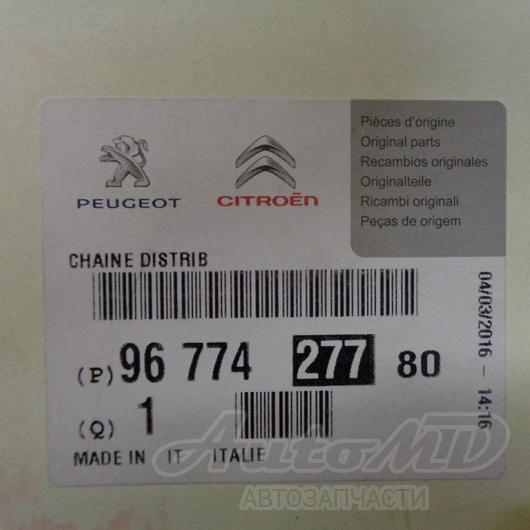 PEUGEOT
CITROËN
Pièces d'origine
Original parts
Recambios originales
Originalteile
Ricambi originali
Peças de origem
CHAINE DISTRIB
(P) 96 774 277 80
(Q) 1
MADE IN IT ITALIE
04/03/2016 - 14:16
AutoMD
АВТОЗАПЧАСТИ